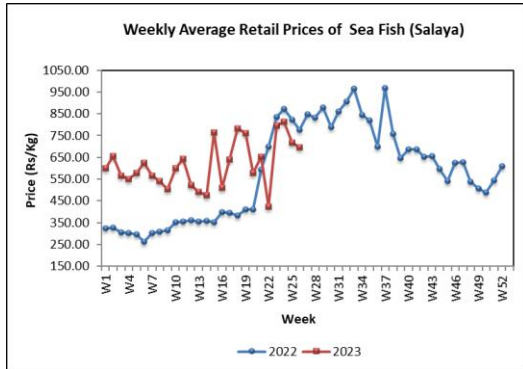 Weekly Average Retail Prices of Sea Fish (Salaya)
Price (Rs/Kg)
1050.00
950.00
850.00
750.00
650.00
550.00
450.00
350.00
250.00
150.00
W1
W4
W7
W10
W13
W16
W19
W22
W25
W28
W31
W34
W37
W40
W43
W46
W49
W52
Week
2022
2023